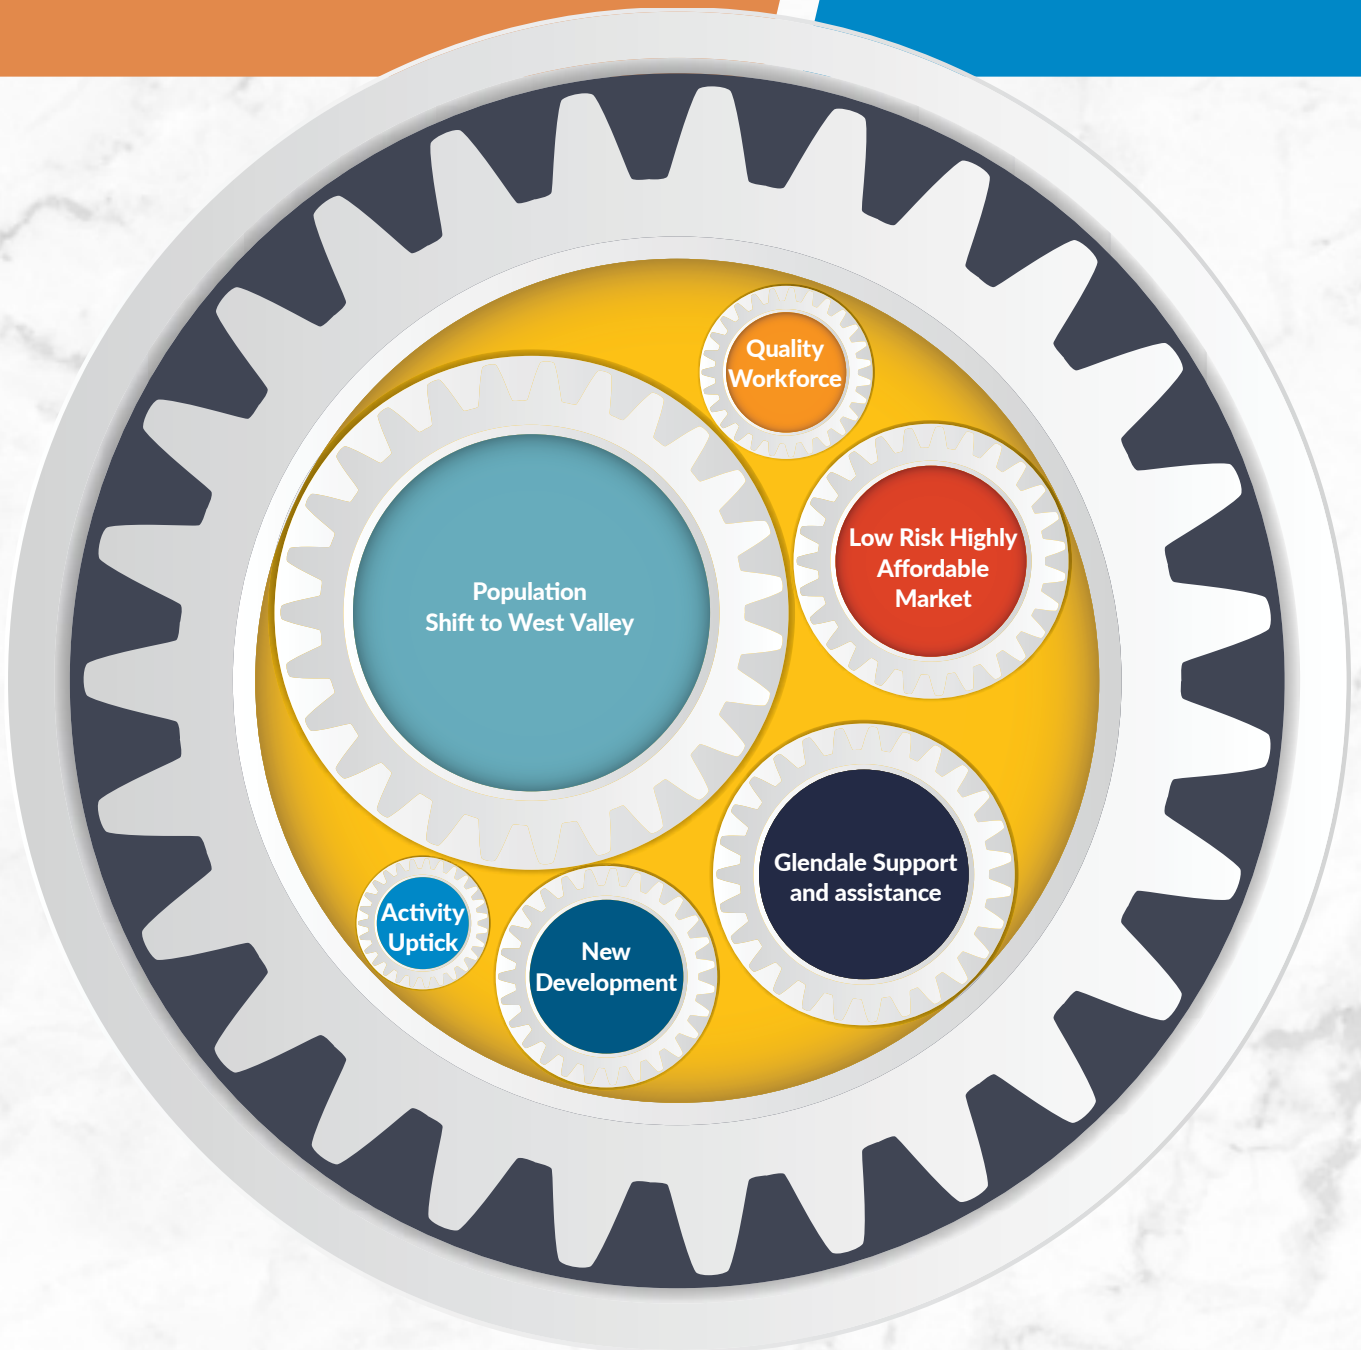 Quality
Workforce
Low Risk Highly
Affordable
Market
Population
Shift to West Valley
Glendale Support
and assistance
Activity
Uptick
New
Development